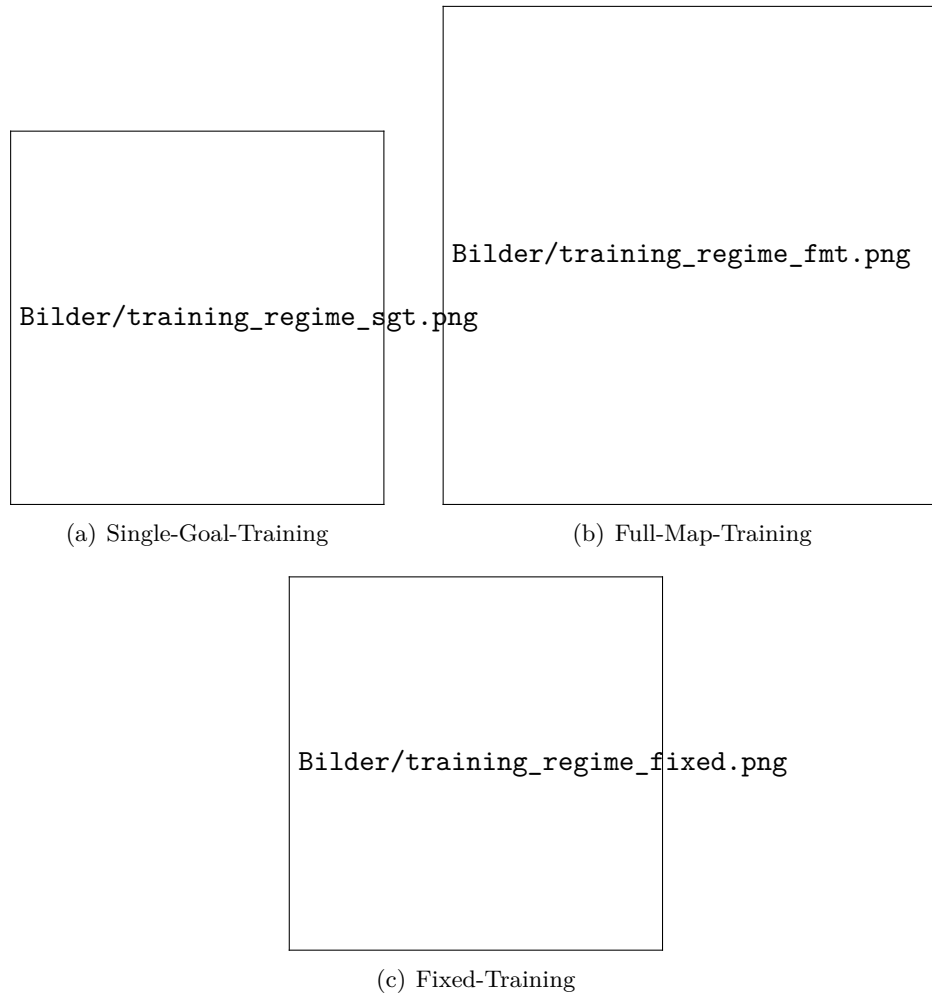 Bilder/training_regime_fmt.png
Bilder/training_regime_sgt.png
(a) Single-Goal-Training
(b) Full-Map-Training
Bilder/training_regime_fixed.png
(c) Fixed-Training